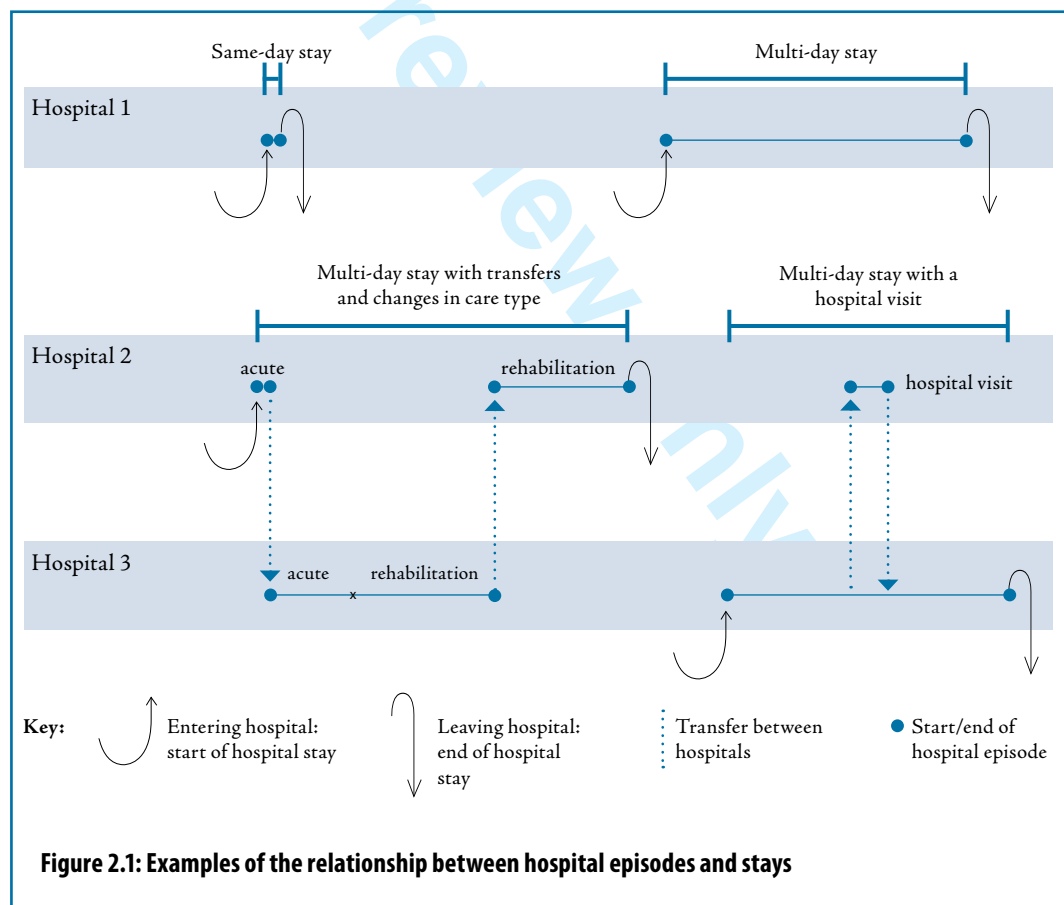 Same-day stay
Multi-day stay
Hospital 1
Multi-day stay with transfers
and changes in care type
Multi-day stay with a
hospital visit
Hospital 2
acute
rehabilitation
hospital visit
Hospital 3
acute
rehabilitation
x
Key:
Entering hospital:
start of hospital stay
Leaving hospital:
end of hospital
stay
Transfer between
hospitals
Start/end of
hospital episode
Figure 2.1: Examples of the relationship between hospital episodes and stays
review
nly